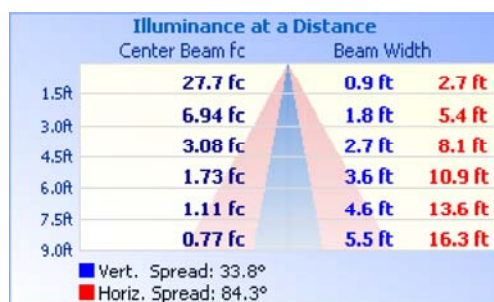 Illuminance at a Distance
Center Beam fc Beam Width
27.7 fc 0.9 ft 2.7 ft
1.5ft
6.94 fc 1.8 ft 5.4 ft
3.0ft
3.08 fc 2.7 ft 8.1 ft
4.5ft
1.73 fc 3.6 ft 10.9 ft
6.0ft
1.11 fc 4.6 ft 13.6 ft
7.5ft
0.77 fc 5.5 ft 16.3 ft
9.0ft
Vert. Spread: 33.8°
Horiz. Spread: 84.3°